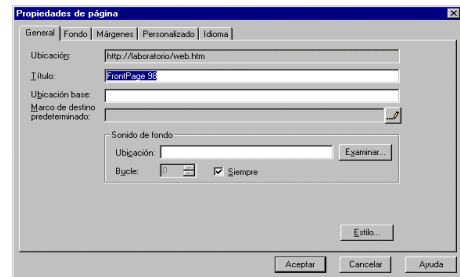 Propiedades de página
General Fondo Márgenes Personalizado Idioma
Ubicación: http://laboratorio/web.htm
Título: FrontPage 98
Ubicación base:
Marco de destino
predeterminado:
Sonido de fondo
Ubicación: Examinar...
Bucle: 0 Siempre
Estilo...
Aceptar Cancelar Ayuda